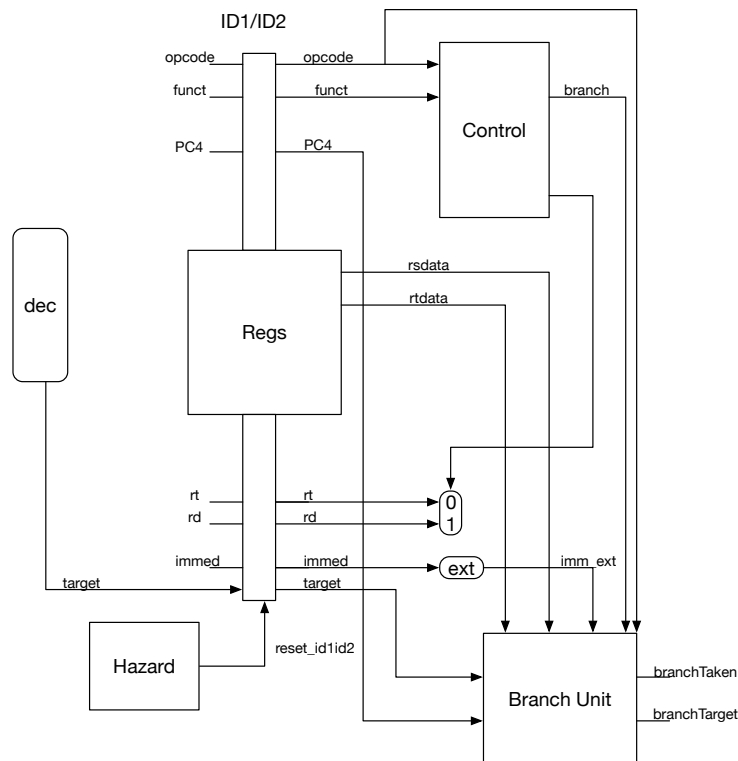 ID1/ID2
opcode
opcode
funct
funct
branch
Control
PC4
PC4
dec
rsdata
rtdata
Regs
rt
rt
0
rd
rd
1
immed
immed
ext
imm_ext
target
target
reset_id1id2
Hazard
Branch Unit
branchTaken
branchTarget